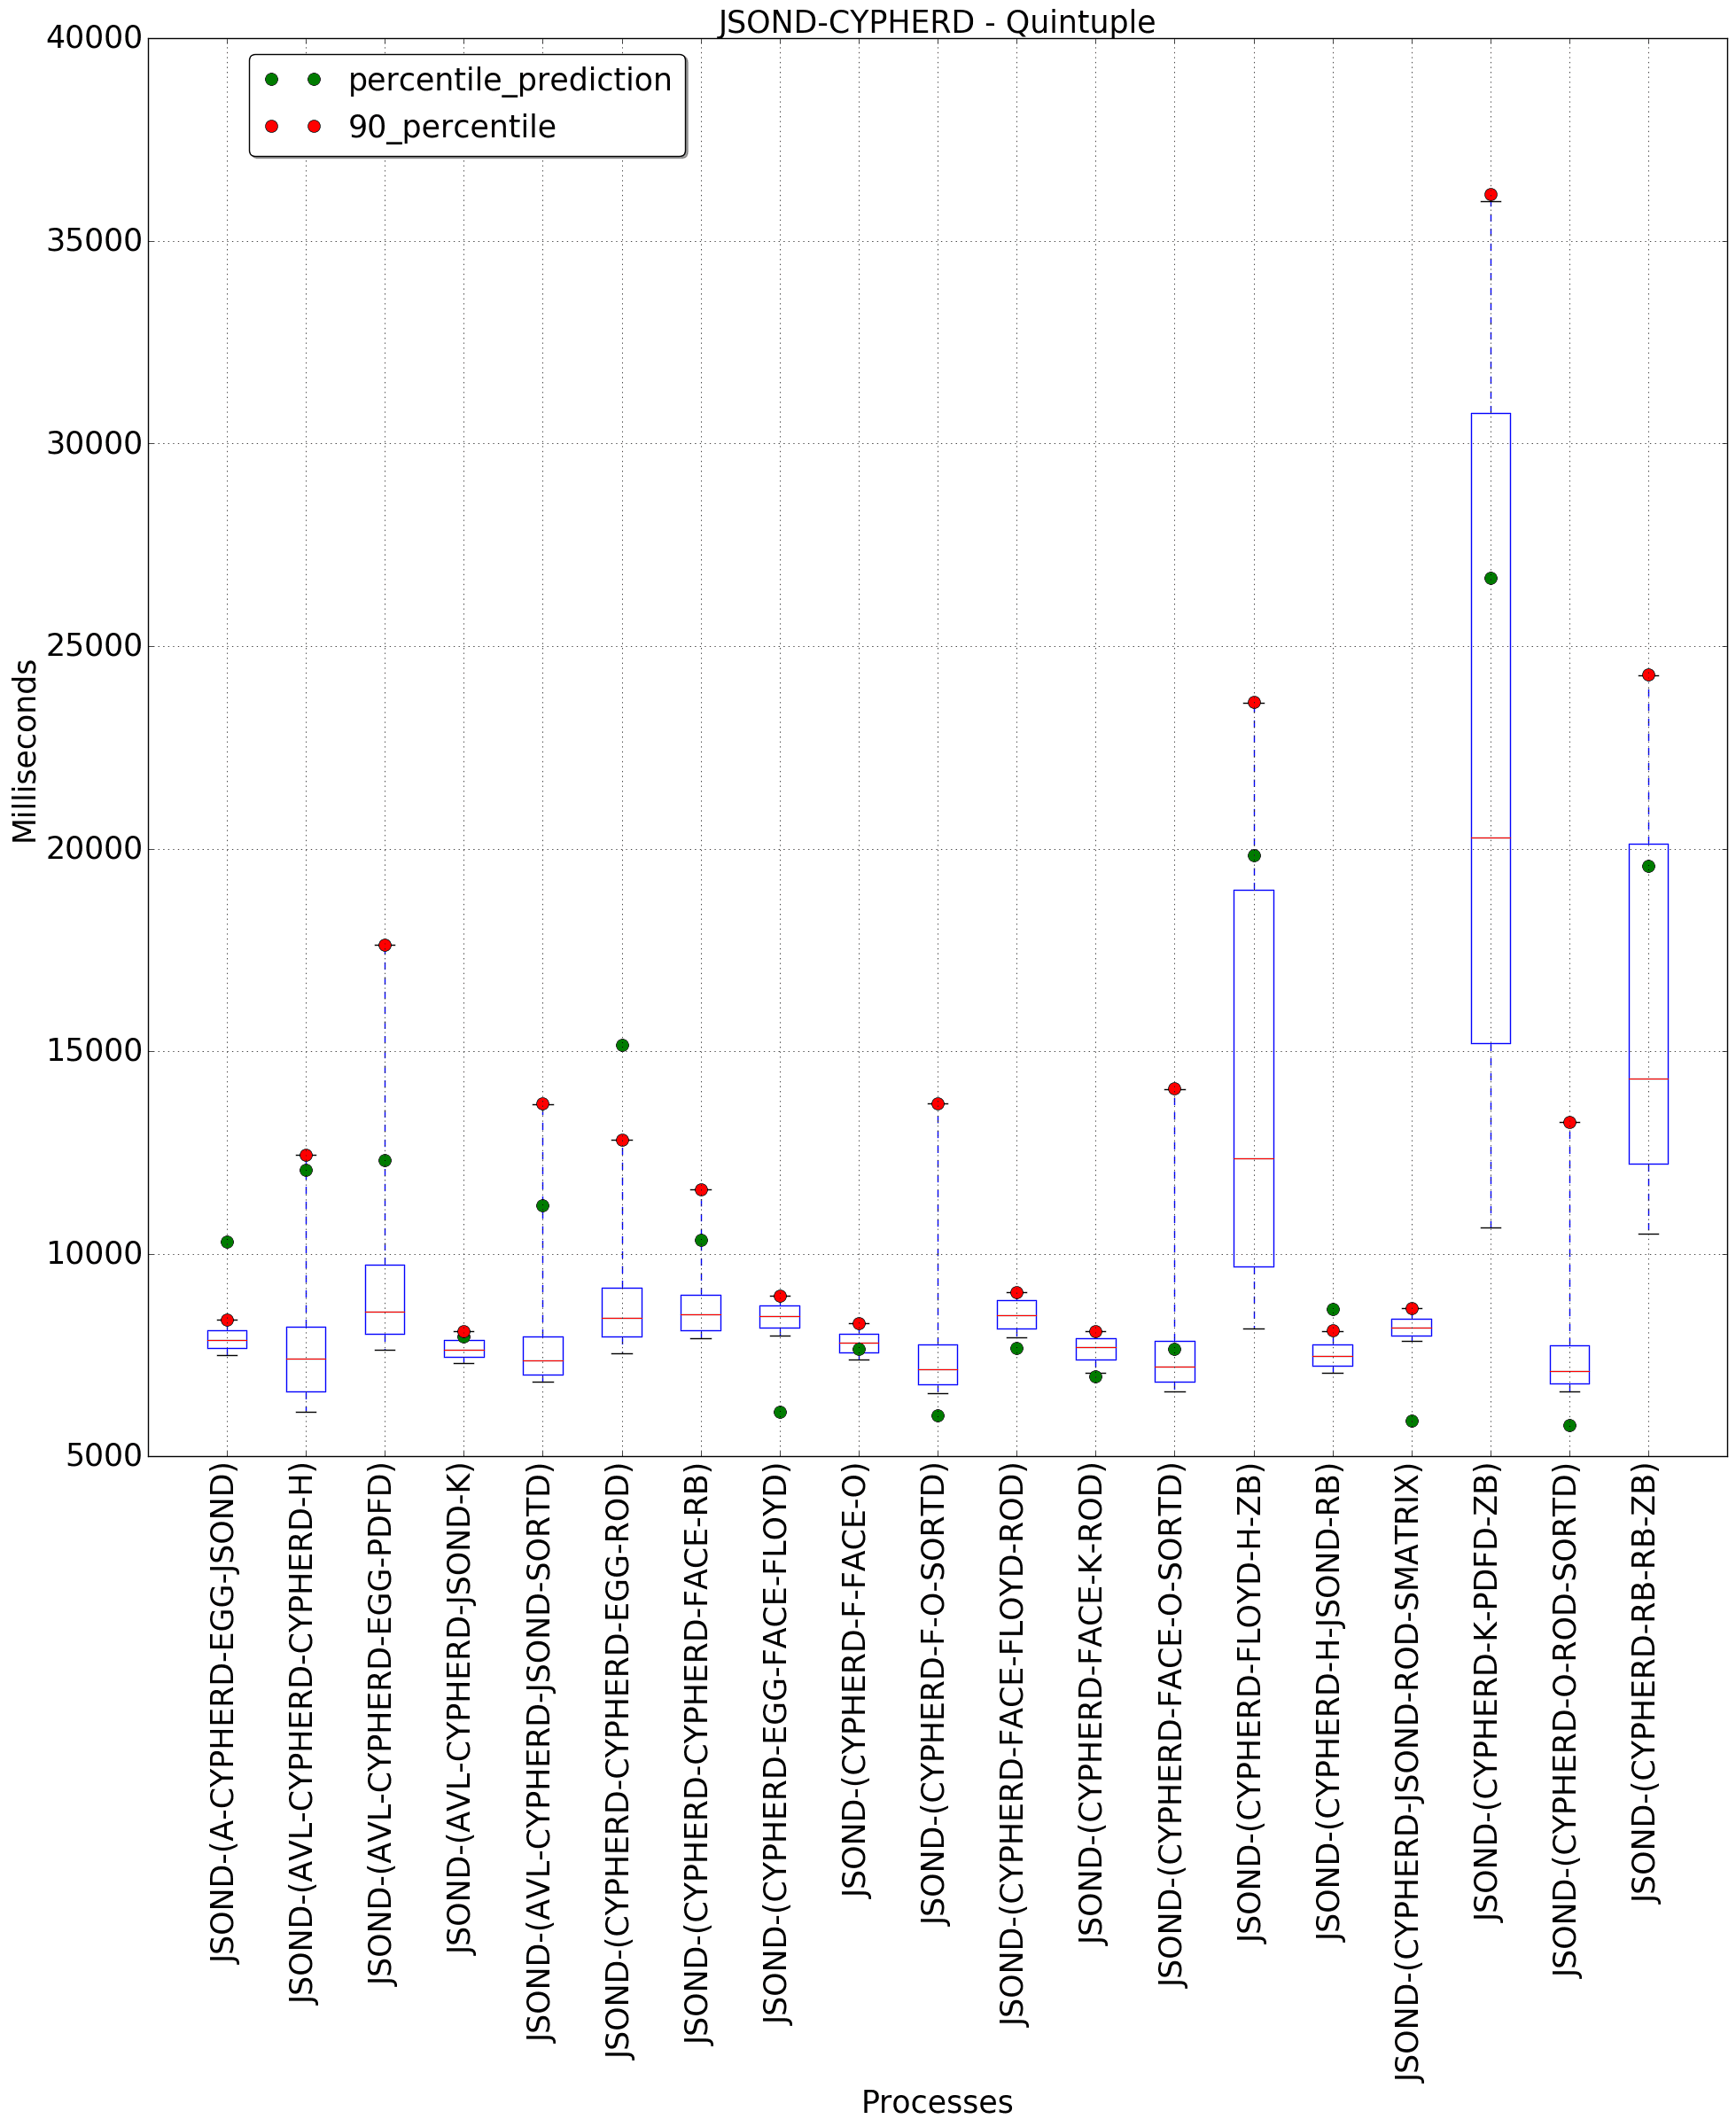 JSOND-CYPHERD - Quintuple
percentile_prediction
90_percentile
40000
35000
30000
25000
20000
15000
10000
5000
Milliseconds
JSOND-(A-CYPHERD-EGG-JSOND)
JSOND-(AVL-CYPHERD-CYPHERD-H)
JSOND-(AVL-CYPHERD-EGG-PDFD)
JSOND-(AVL-CYPHERD-JSOND-K)
JSOND-(AVL-CYPHERD-JSOND-SORTD)
JSOND-(CYPHERD-CYPHERD-EGG-ROD)
JSOND-(CYPHERD-CYPHERD-FACE-RB)
JSOND-(CYPHERD-EGG-FACE-FLOYD)
JSOND-(CYPHERD-F-FACE-O)
JSOND-(CYPHERD-F-O-SORTD)
JSOND-(CYPHERD-FACE-FLOYD-ROD)
JSOND-(CYPHERD-FACE-K-ROD)
JSOND-(CYPHERD-FACE-O-SORTD)
JSOND-(CYPHERD-FLOYD-H-ZB)
JSOND-(CYPHERD-H-JSOND-RB)
JSOND-(CYPHERD-JSOND-ROD-SMATRIX)
JSOND-(CYPHERD-K-PDFD-ZB)
JSOND-(CYPHERD-O-ROD-SORTD)
JSOND-(CYPHERD-RB-RB-ZB)
Processes